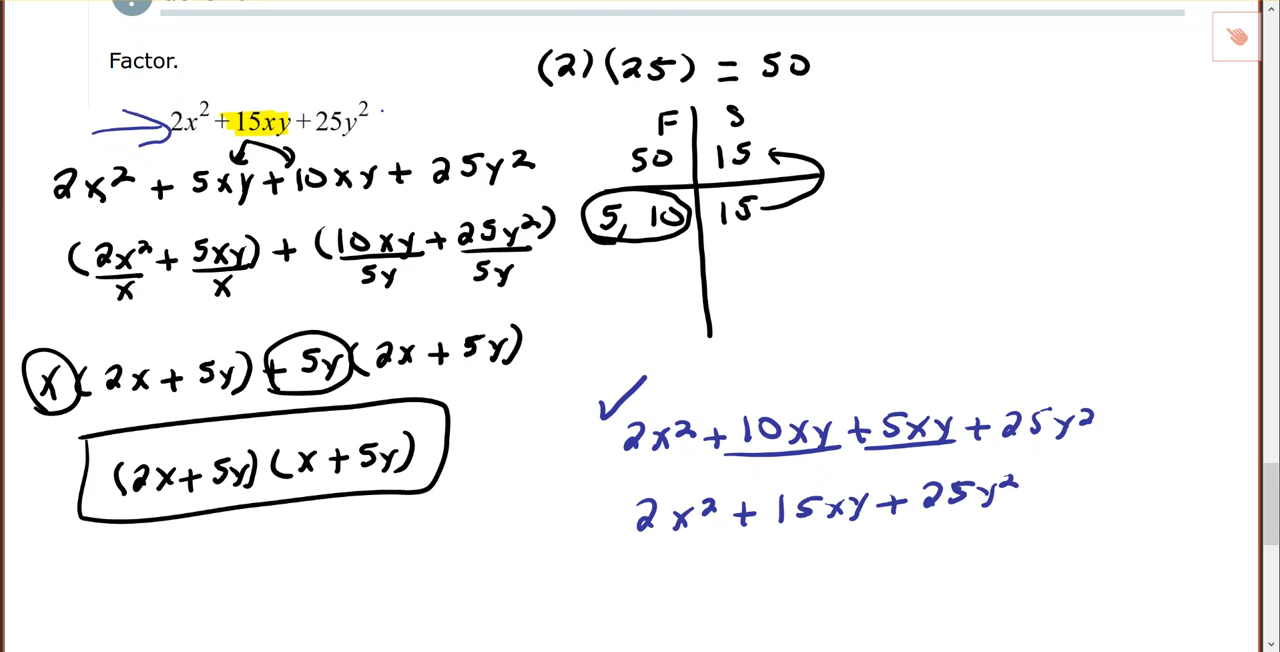 Factor.
2x² + 15xy + 25y²
2x² + 5xy + 10xy + 25y²
(2x²/x + 5xy/x) + (10xy/5y + 25y²/5y)
x(2x + 5y) + 5y(2x + 5y)
(2x + 5y)(x + 5y)
(2)(25) = 50
F S
50 15
5, 10 15
✓ 2x² + 10xy + 5xy + 25y²
2x² + 15xy + 25y²